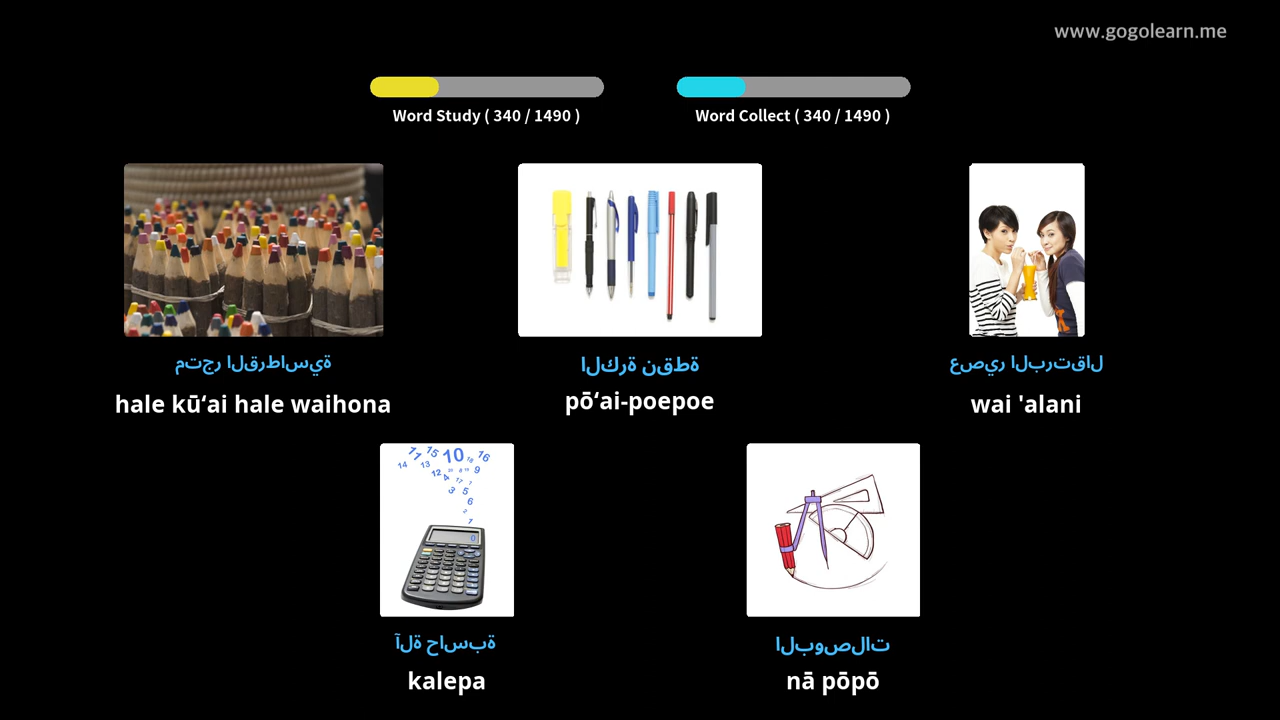 www.gogolearn.me
Word Study ( 340 / 1490 )
Word Collect ( 340 / 1490 )
متجر القرطاسية
الكرة نقطة
عصير البرتقال
hale kūʻai hale waihona
pōʻai-poepoe
wai 'alani
آلة حاسبة
البوصلات
kalepa
nā pōpō